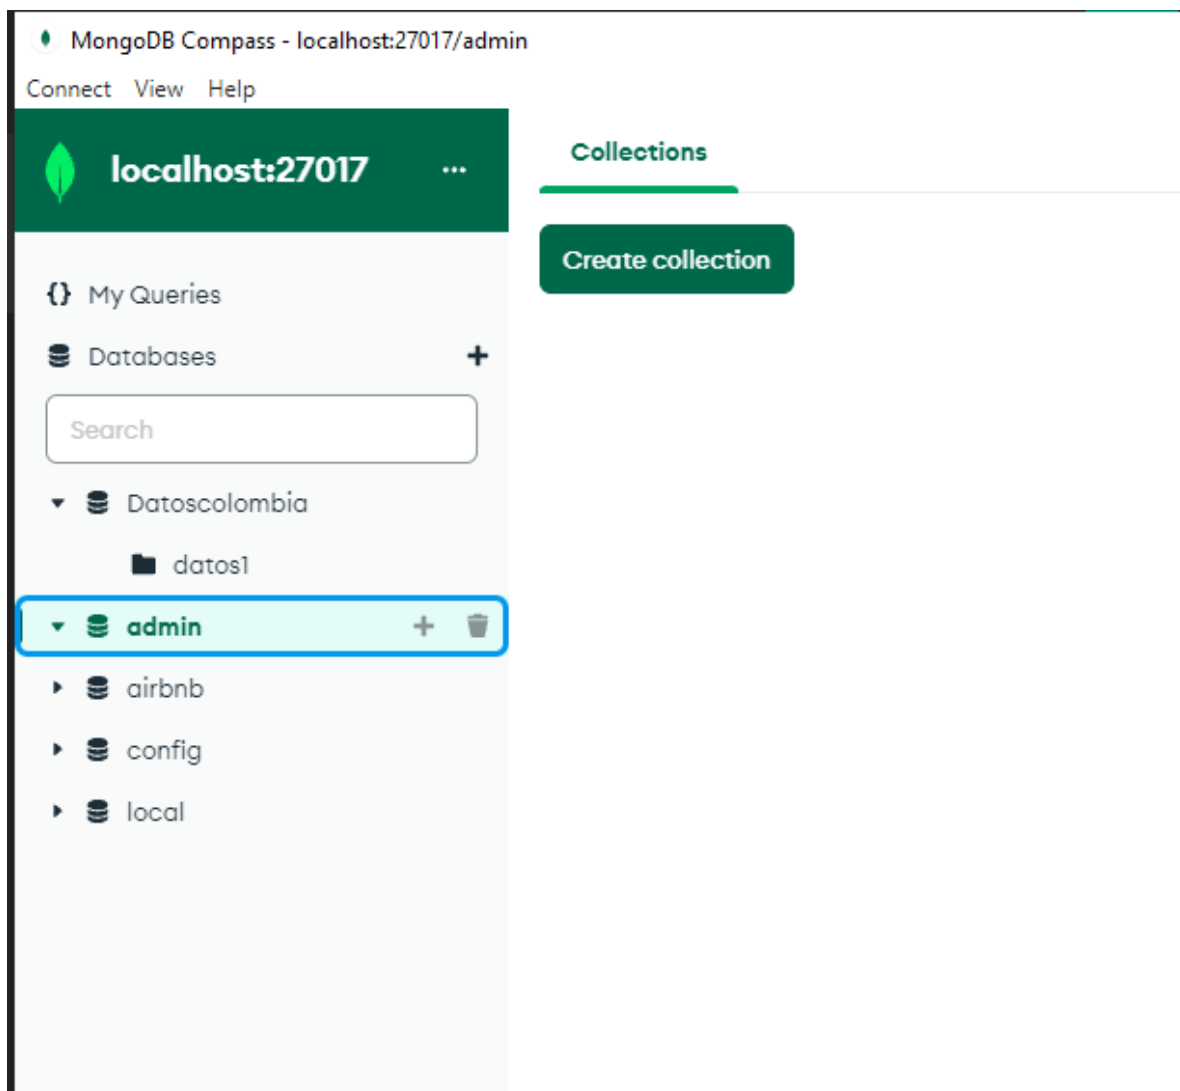 MongoDB Compass - localhost:27017/admin
Connect View Help
localhost:27017 ...
Collections
Create collection
{} My Queries
Databases +
Search
Datoscolombia
datos1
admin +
airbnb
config
local